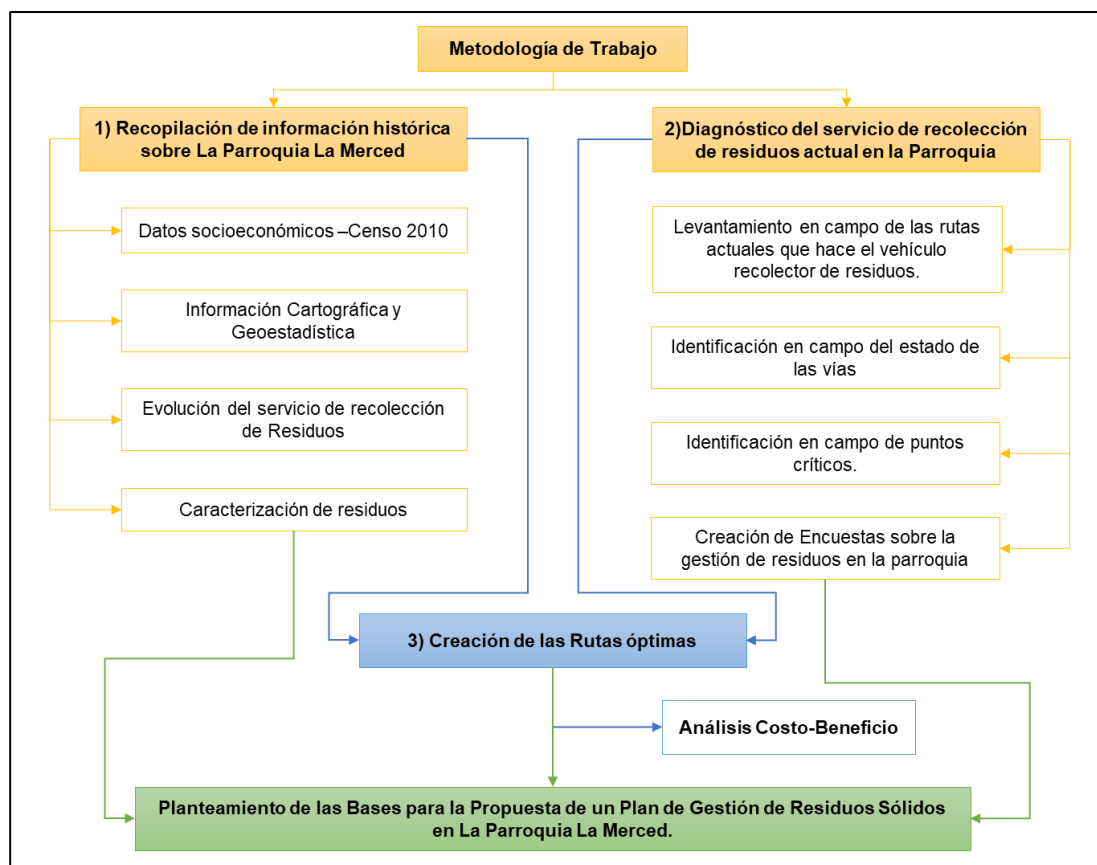 Metodología de Trabajo
1) Recopilación de información histórica
sobre La Parroquia La Merced
Datos socioeconómicos –Censo 2010
Información Cartográfica y
Geoestadística
Evolución del servicio de recolección
de Residuos
Caracterización de residuos
2)Diagnóstico del servicio de recolección
de residuos actual en la Parroquia
Levantamiento en campo de las rutas
actuales que hace el vehículo
recolector de residuos.
Identificación en campo del estado de
las vías
Identificación en campo de puntos
críticos.
Creación de Encuestas sobre la
gestión de residuos en la parroquia
3) Creación de las Rutas óptimas
Análisis Costo-Beneficio
Planteamiento de las Bases para la Propuesta de un Plan de Gestión de Residuos Sólidos
en La Parroquia La Merced.